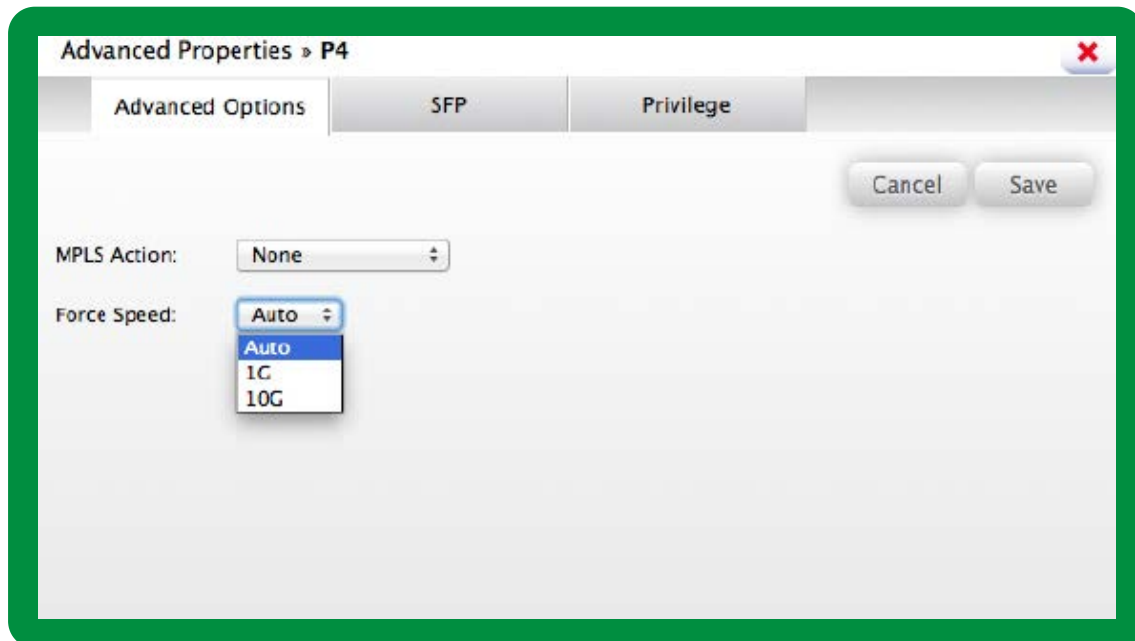 Advanced Properties » P4
Advanced Options SFP Privilege
Cancel Save
MPLS Action: None
Force Speed: Auto
Auto
1G
10G